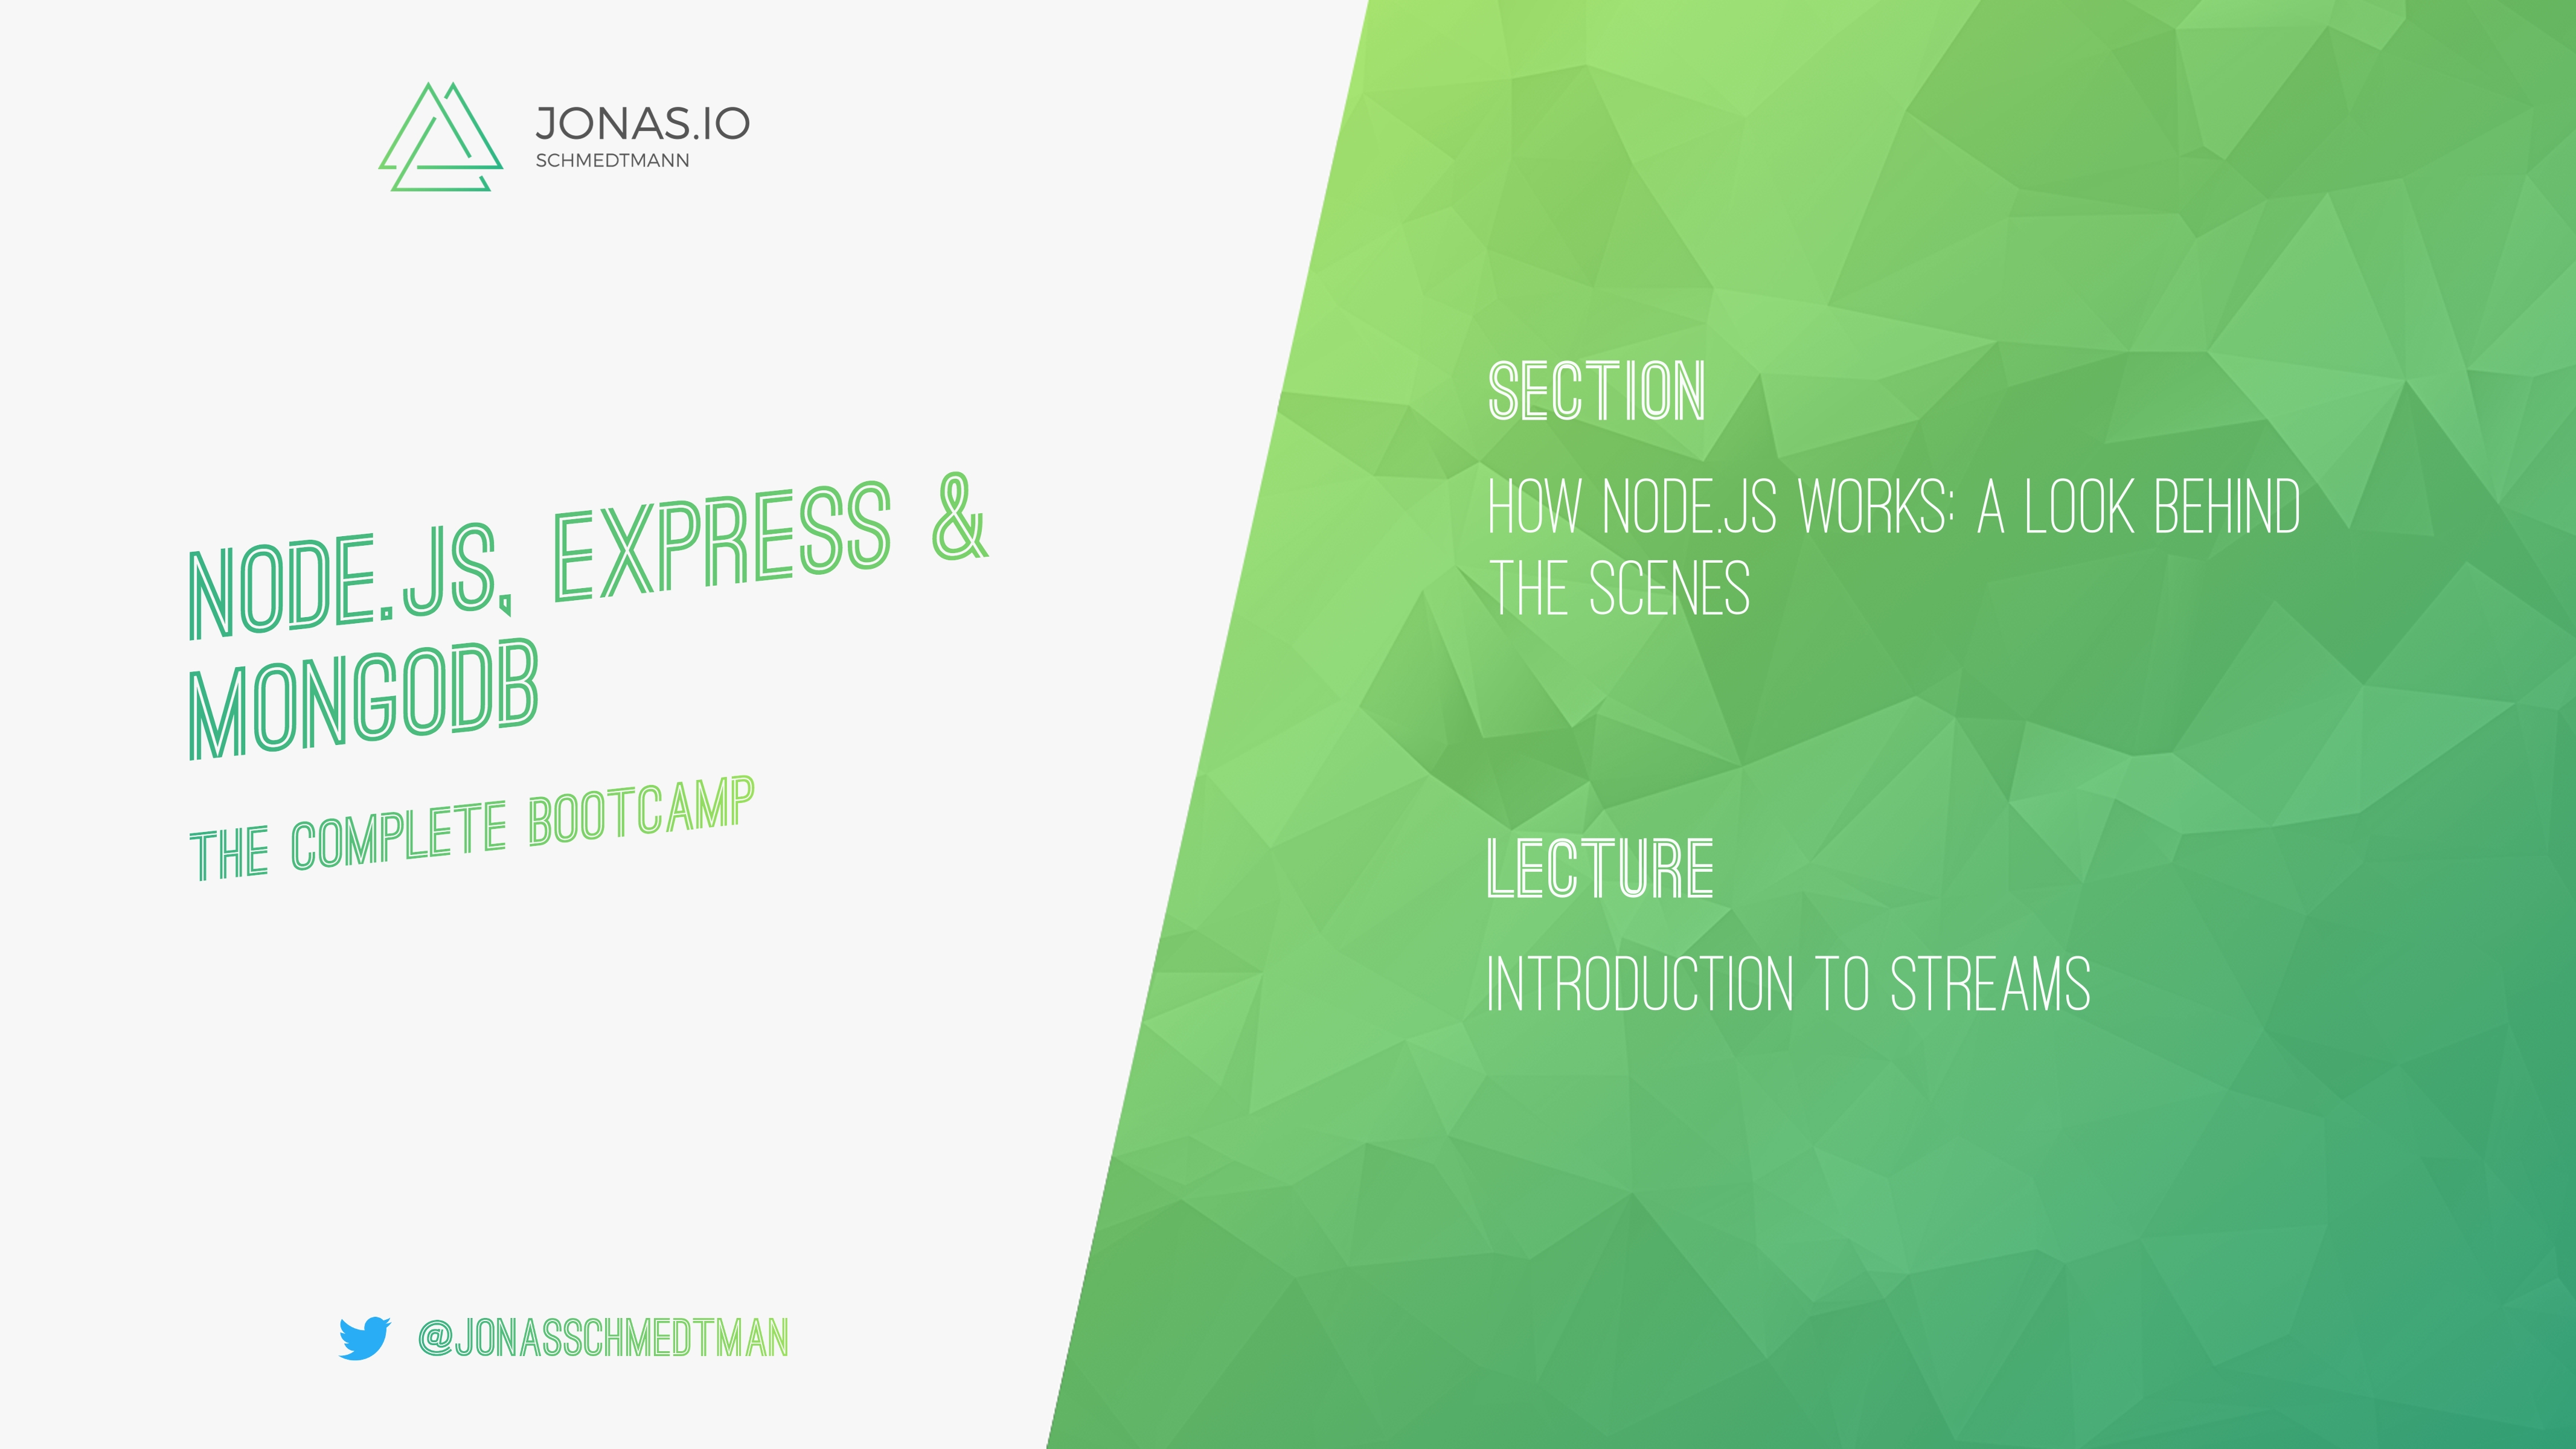 JONAS.IO
SCHMEDTMANN
NODE.JS, EXPRESS &
MONGODB
THE COMPLETE BOOTCAMP
@JONASSCHMEDTMAN
SECTION
HOW NODE.JS WORKS: A LOOK BEHIND
THE SCENES
LECTURE
INTRODUCTION TO STREAMS